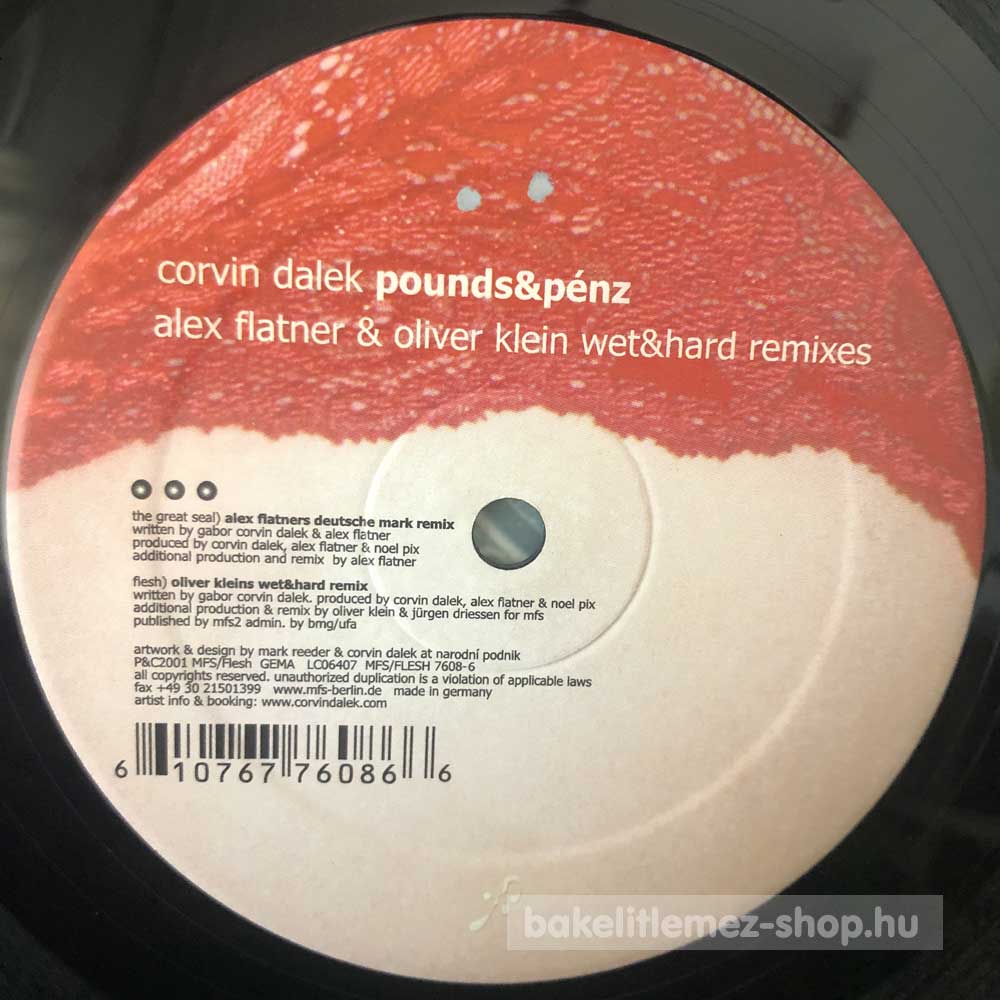 corvin dalek pounds&pénz
alex flatner & oliver klein wet&hard remixes
the great seal) alex flatners deutsche mark remix
written by gabor corvin dalek & alex flatner
produced by corvin dalek, alex flatner & noel pix
additional production and remix by alex flatner
flesh) oliver kleins wet&hard remix
written by gabor corvin dalek. produced by corvin dalek, alex flatner & noel pix
additional production & remix by oliver klein & jürgen driessen for mfs
published by mfs2 admin. by bmg/ufa
artwork & design by mark reeder & corvin dalek at narodní podnik
P&C2001 MFS/Flesh GEMA LC06407 MFS/FLESH 7608-6
all copyrights reserved. unauthorized duplication is a violation of applicable laws
fax +49 30 21501399 www.mfs-berlin.de made in germany
artist info & booking: www.corvindalek.com
6 10767 76086 6
bakelitlemez-shop.hu